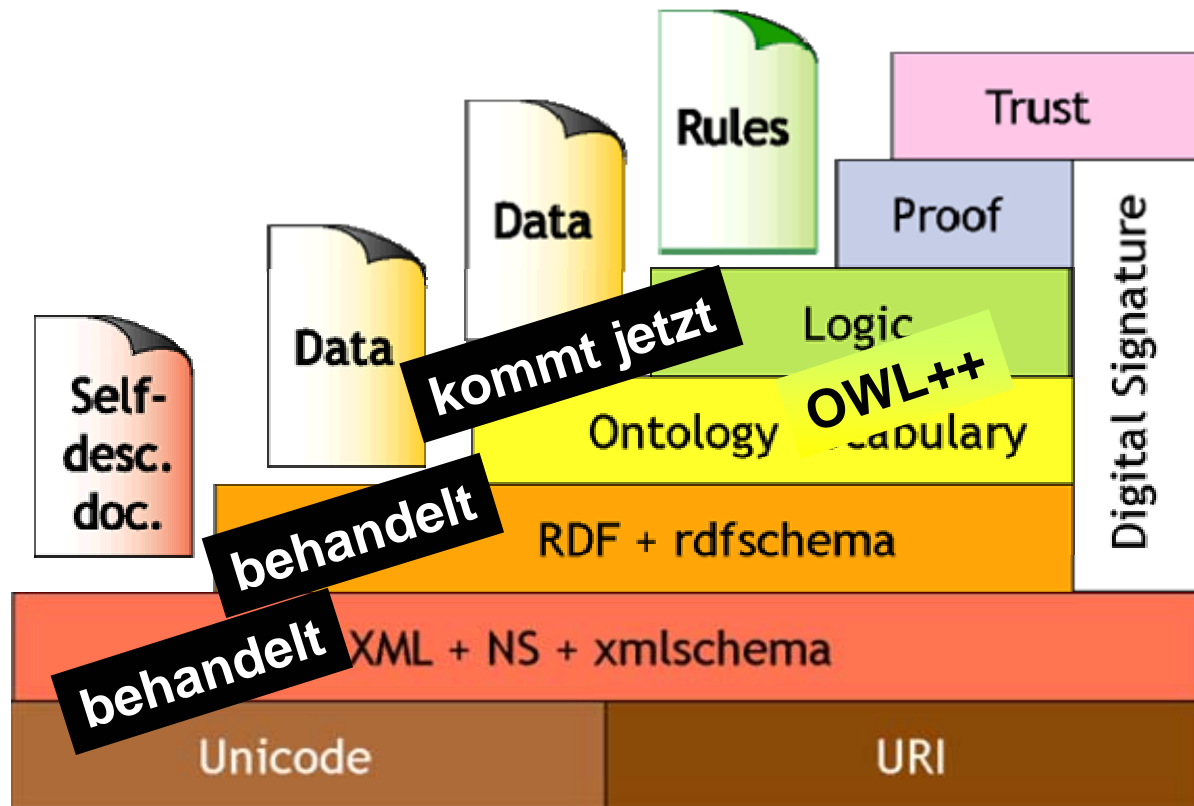 Rules
Trust
Data
Proof
Digital Signature
Data
kommt jetzt
Logic
OWL++
Self-
desc.
doc.
Ontology cabulary
behandelt
RDF + rdfschema
behandelt
XML + NS + xmlschema
Unicode
URI